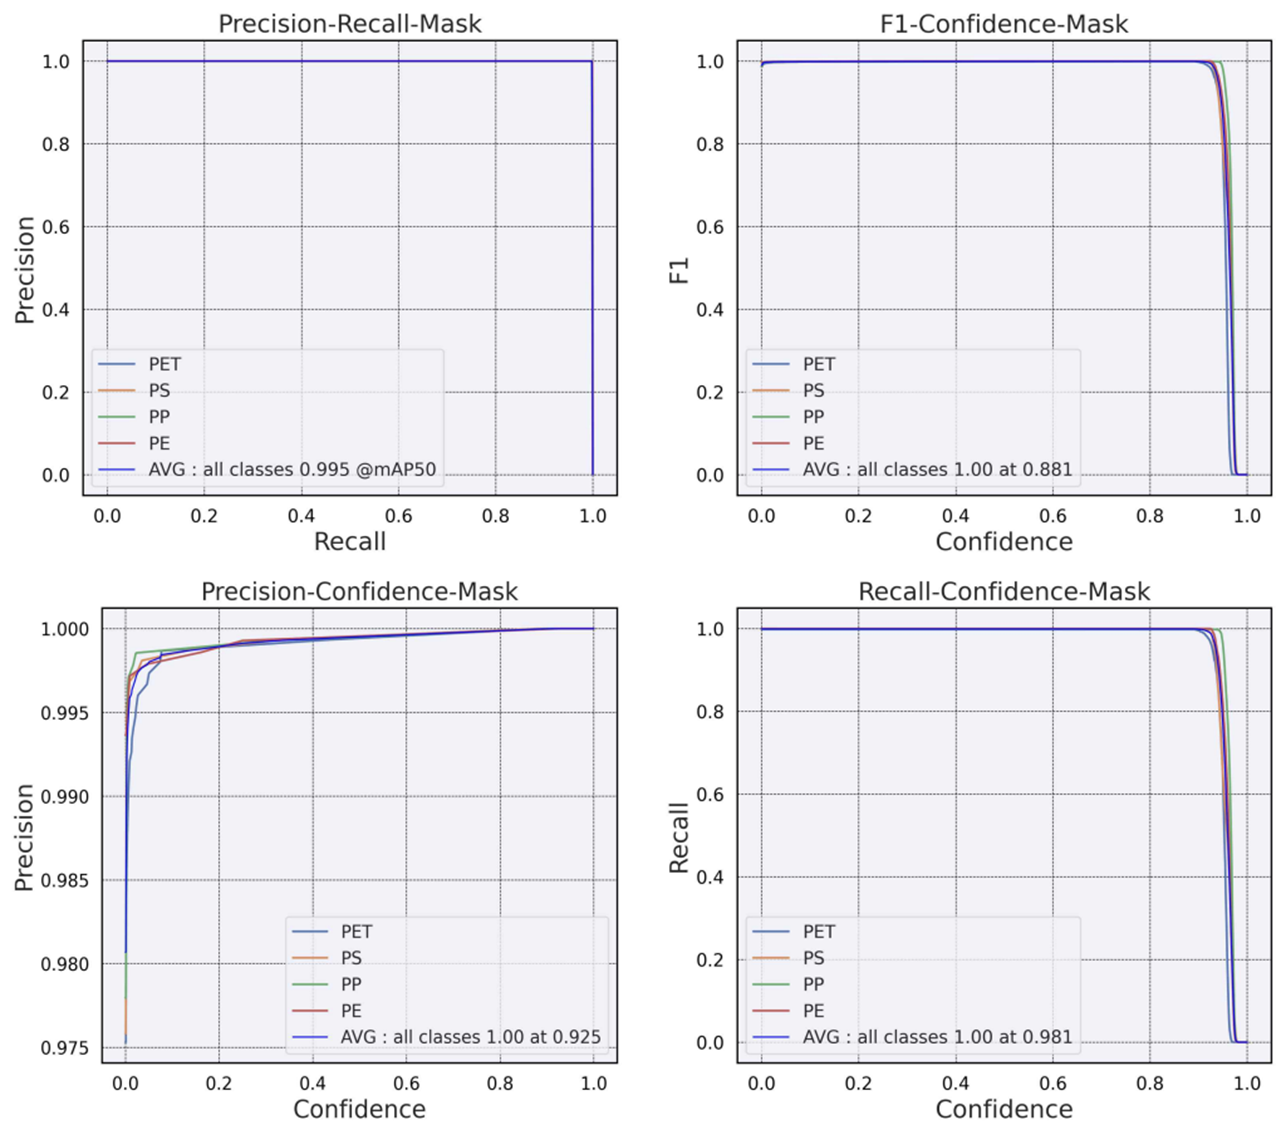 Precision-Recall-Mask
1.0
0.8
0.6
0.4
0.2
0.0
Precision
PET
PS
PP
PE
AVG : all classes 0.995 @mAP50
0.0 0.2 0.4 0.6 0.8 1.0
Recall
F1-Confidence-Mask
1.0
0.8
0.6
0.4
0.2
0.0
F1
PET
PS
PP
PE
AVG : all classes 1.00 at 0.881
0.0 0.2 0.4 0.6 0.8 1.0
Confidence
Precision-Confidence-Mask
1.000
0.995
0.990
0.985
0.980
0.975
Precision
PET
PS
PP
PE
AVG : all classes 1.00 at 0.925
0.0 0.2 0.4 0.6 0.8 1.0
Confidence
Recall-Confidence-Mask
1.0
0.8
0.6
0.4
0.2
0.0
Recall
PET
PS
PP
PE
AVG : all classes 1.00 at 0.981
0.0 0.2 0.4 0.6 0.8 1.0
Confidence